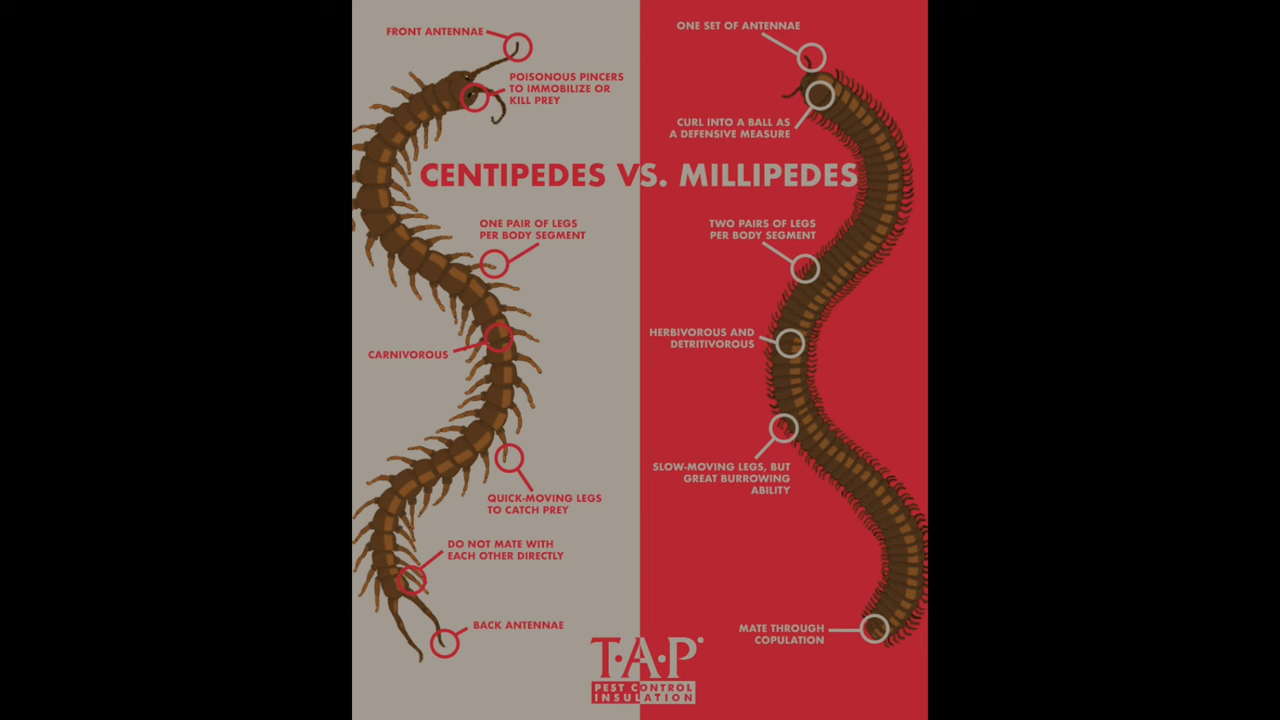 FRONT ANTENNAE
POISONOUS PINCERS
TO IMMOBILIZE OR
KILL PREY
ONE SET OF ANTENNAE
CURL INTO A BALL AS
A DEFENSIVE MEASURE
CENTIPEDES VS. MILLIPEDES
ONE PAIR OF LEGS
PER BODY SEGMENT
TWO PAIRS OF LEGS
PER BODY SEGMENT
CARNIVOROUS
HERBIVOROUS AND
DETRITIVOROUS
QUICK-MOVING LEGS
TO CATCH PREY
SLOW-MOVING LEGS, BUT
GREAT BURROWING
ABILITY
DO NOT MATE WITH
EACH OTHER DIRECTLY
BACK ANTENNAE
MATE THROUGH
COPULATION
T·A·P
PEST CONTROL
INSULATION